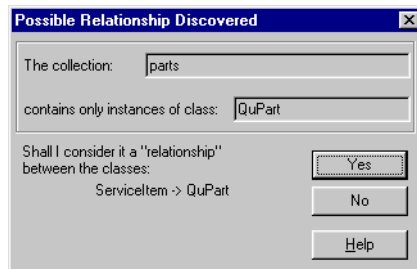 Possible Relationship Discovered
The collection: parts
contains only instances of class: QuPart
Shall I consider it a "relationship"
between the classes:
ServiceItem -> QuPart
Yes
No
Help